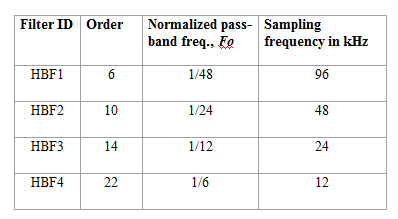 Filter ID Order Normalized pass- Sampling
band freq., Fo frequency in kHz
HBF1 6 1/48 96
HBF2 10 1/24 48
HBF3 14 1/12 24
HBF4 22 1/6 12